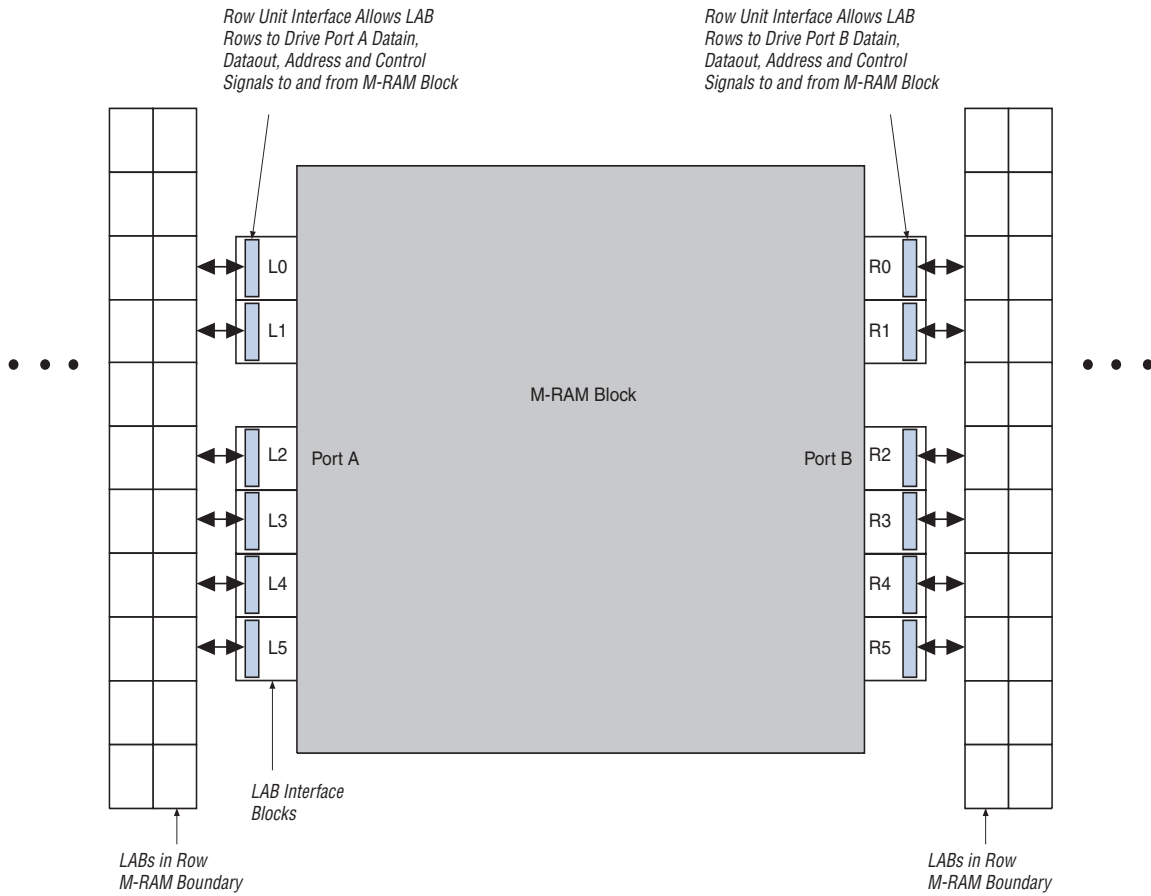 Row Unit Interface Allows LAB
Rows to Drive Port A Datain,
Dataout, Address and Control
Signals to and from M-RAM Block
Row Unit Interface Allows LAB
Rows to Drive Port B Datain,
Dataout, Address and Control
Signals to and from M-RAM Block
L0
R0
L1
R1
M-RAM Block
L2
Port A
Port B
R2
L3
R3
L4
R4
L5
R5
LAB Interface
Blocks
LABs in Row
M-RAM Boundary
LABs in Row
M-RAM Boundary